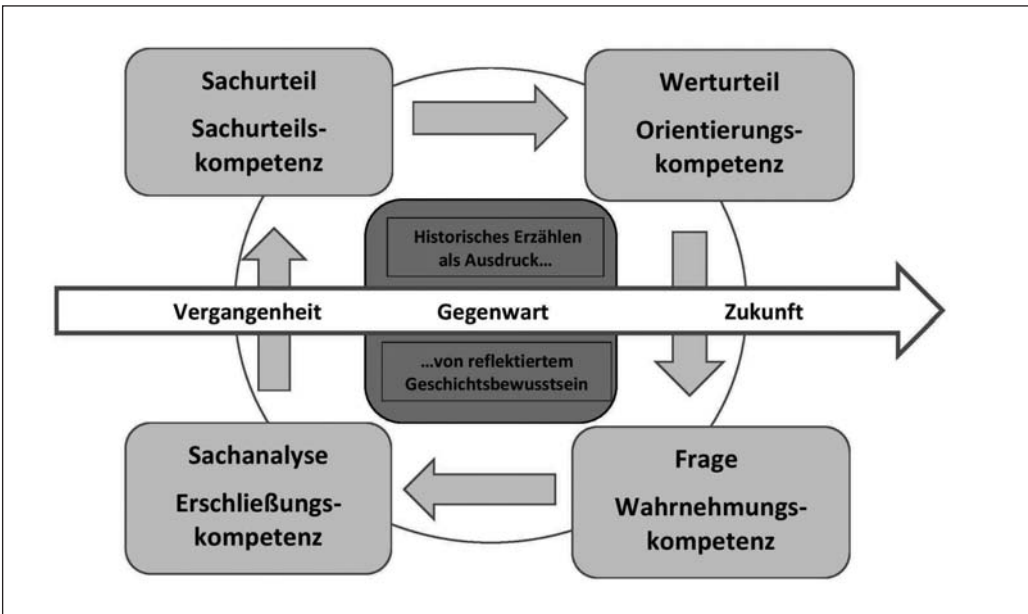 Sachurteil
Sachurteils-
kompetenz
Werturteil
Orientierungs-
kompetenz
Historisches Erzählen
als Ausdruck…
Vergangenheit
Gegenwart
Zukunft
…von reflektiertem
Geschichtsbewusstsein
Sachanalyse
Erschließungs-
kompetenz
Frage
Wahrnehmungs-
kompetenz